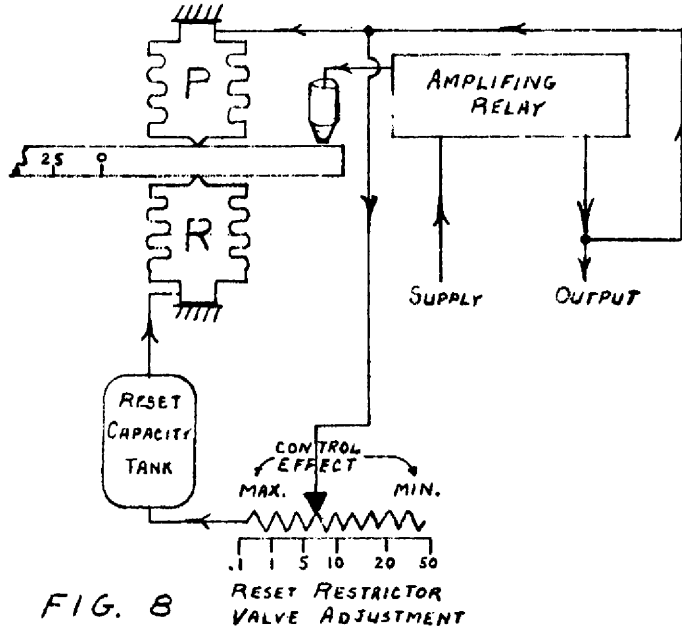 P
AMPLIFING
RELAY
25 0
R
SUPPLY OUTPUT
RESET
CAPACITY
TANK
CONTROL
EFFECT
MAX. MIN.
.1 1 5 10 20 50
RESET RESTRICTOR
VALVE ADJUSTMENT
FIG. 8